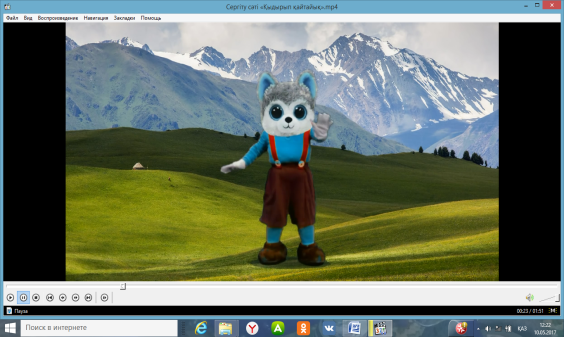 Сергіту сәті «Қыдырып қайтайық».mp4
Файл Вид Воспроизведение Навигация Закладки Помощь
Пауза
00:23 / 01:51
Поиск в интернете
ҚАЗ
12:22
10.05.2017